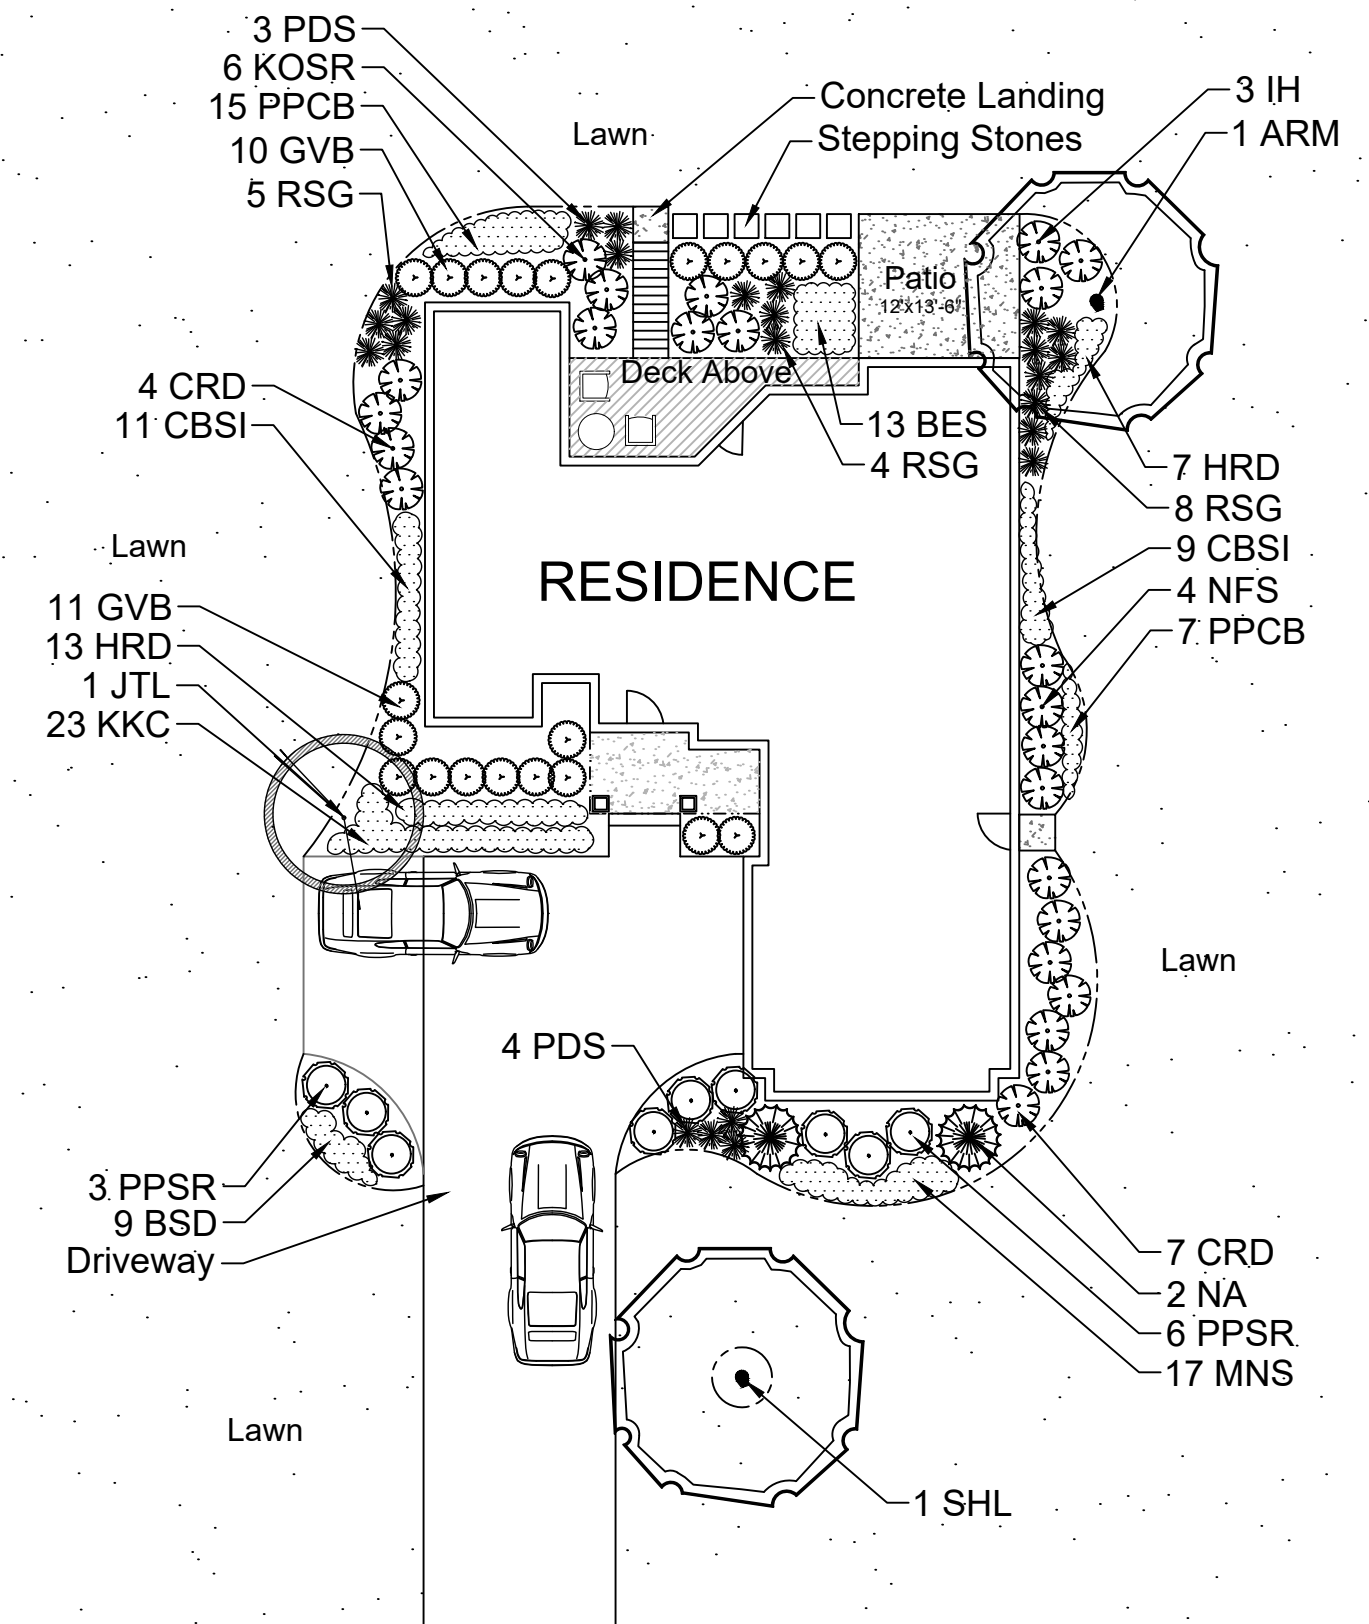 3 PDS
6 KOSR
15 PPCB
10 GVB
5 RSG
Lawn
Concrete Landing
Stepping Stones
3 IH
1 ARM
Patio
12'x13'-6"
Deck Above
4 CRD
11 CBSI
13 BES
4 RSG
7 HRD
8 RSG
9 CBSI
4 NFS
7 PPCB
Lawn
RESIDENCE
11 GVB
13 HRD
1 JTL
23 KKC
Lawn
4 PDS
3 PPSR
9 BSD
Driveway
7 CRD
2 NA
6 PPSR
17 MNS
Lawn
1 SHL